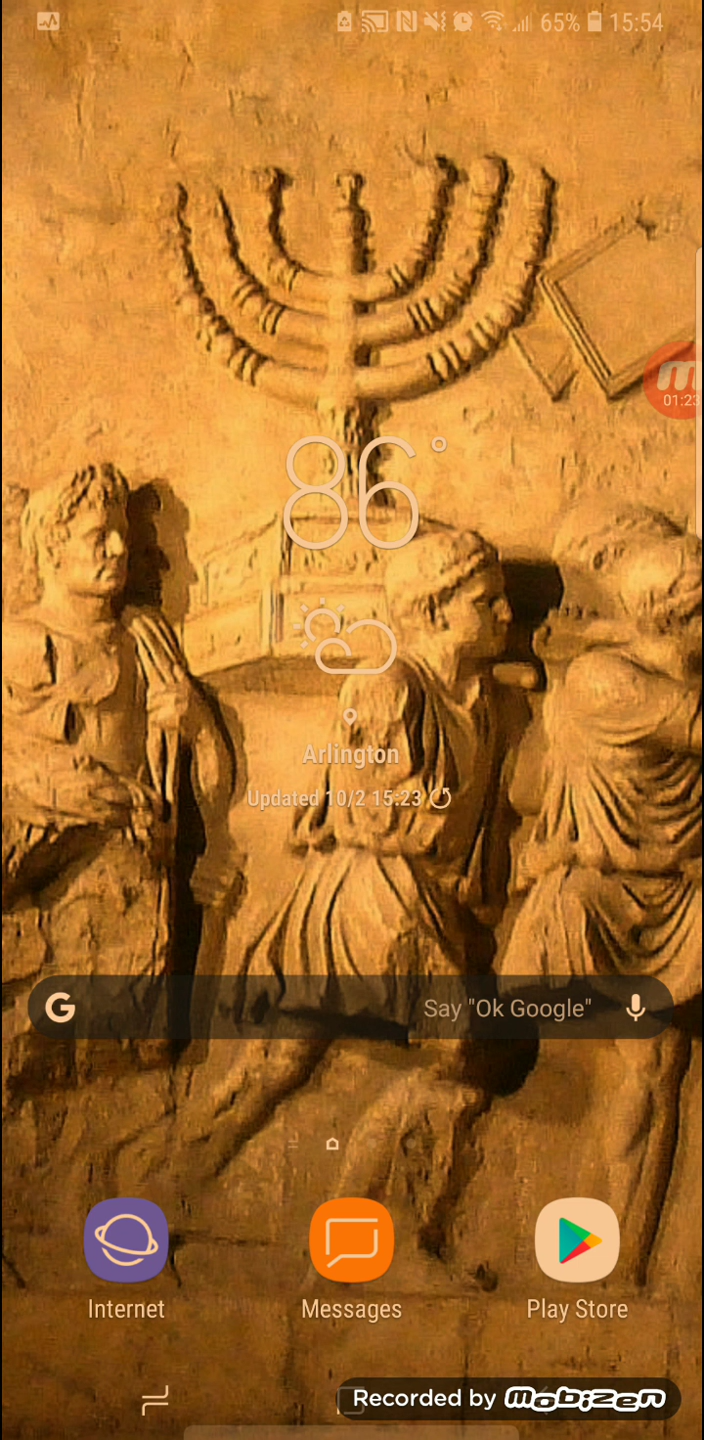 65% 15:54
01:23
86°
Arlington
Updated 10/2 15:23
G Say "Ok Google"
Internet Messages Play Store
Recorded by mobizen